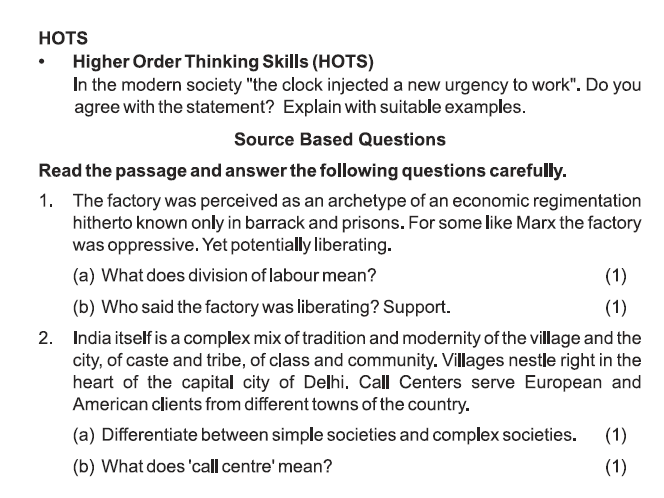 HOTS
• Higher Order Thinking Skills (HOTS)
In the modern society "the clock injected a new urgency to work". Do you
agree with the statement? Explain with suitable examples.
Source Based Questions
Read the passage and answer the following questions carefully.
1. The factory was perceived as an archetype of an economic regimentation
hitherto known only in barrack and prisons. For some like Marx the factory
was oppressive. Yet potentially liberating.
(a) What does division of labour mean? (1)
(b) Who said the factory was liberating? Support. (1)
2. India itself is a complex mix of tradition and modernity of the village and the
city, of caste and tribe, of class and community. Villages nestle right in the
heart of the capital city of Delhi. Call Centers serve European and
American clients from different towns of the country.
(a) Differentiate between simple societies and complex societies. (1)
(b) What does 'call centre' mean? (1)